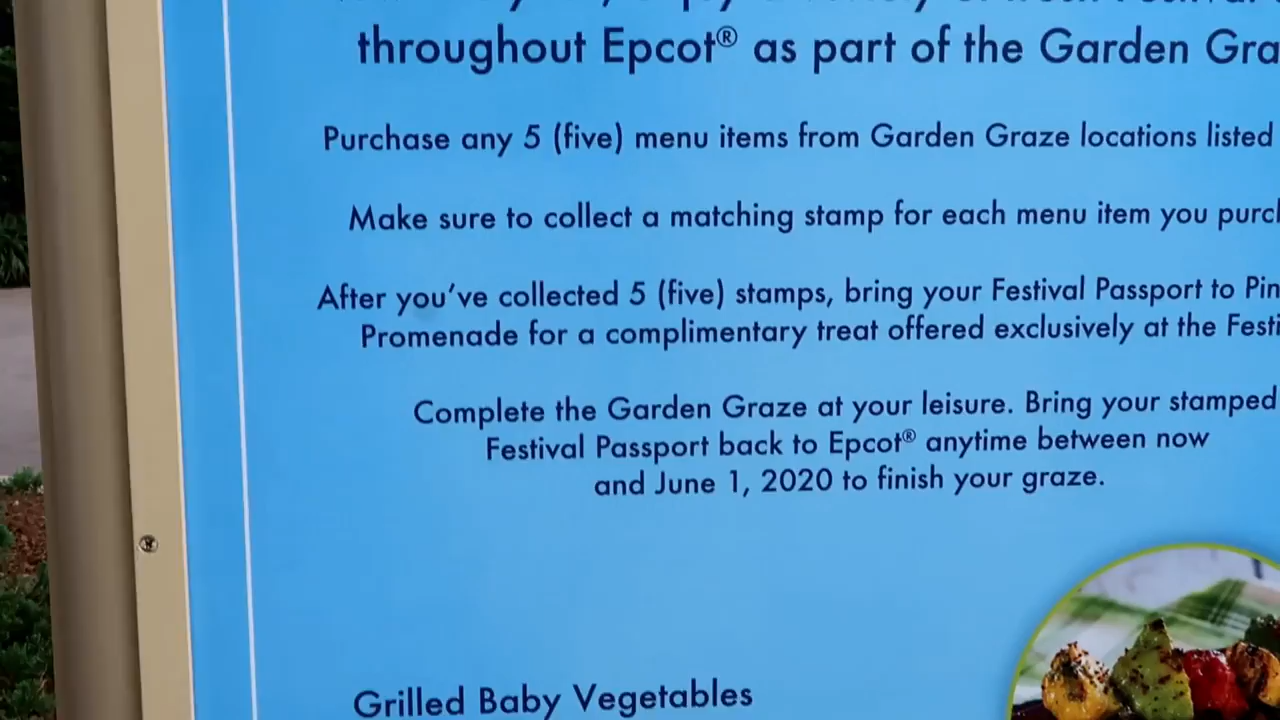 throughout Epcot® as part of the Garden
Purchase any 5 (five) menu items from Garden Graze locations listed
Make sure to collect a matching stamp for each menu item you
After you've collected 5 (five) stamps, bring your Festival Passport to
Promenade for a complimentary treat offered exclusively at the
Complete the Garden Graze at your leisure. Bring your stamped
Festival Passport back to Epcot® anytime between now
and June 1, 2020 to finish your graze.
Grilled Baby Vegetables